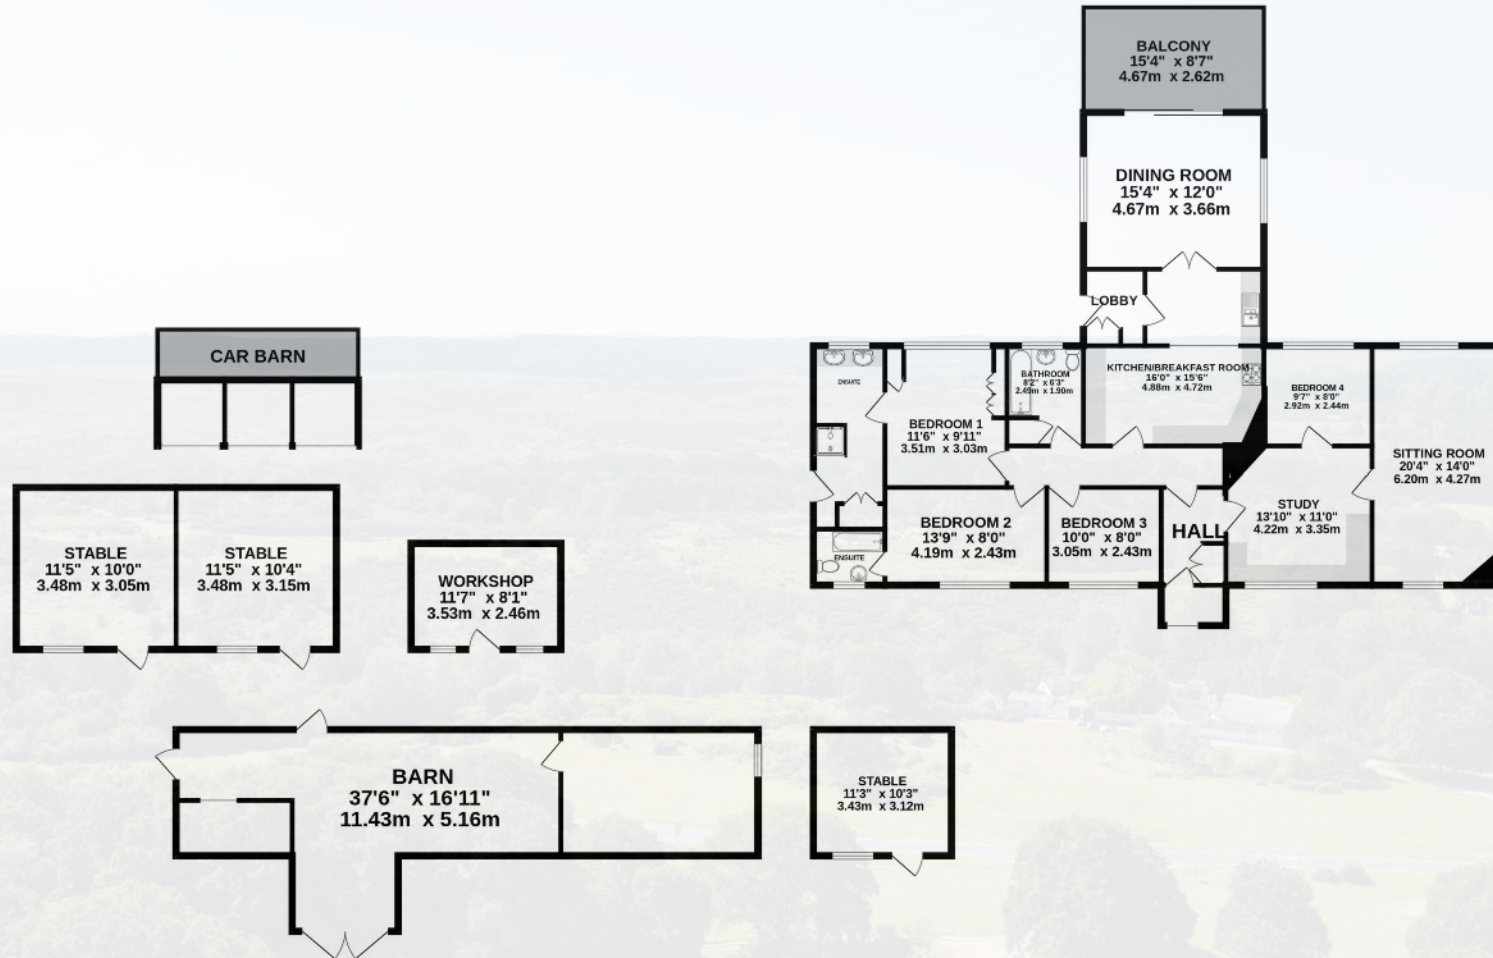 BALCONY
15'4" x 8'7"
4.67m x 2.62m
DINING ROOM
15'4" x 12'0"
4.67m x 3.66m
LOBBY
CAR BARN
ENSUITE
BATHROOM
8'2" x 6'3"
2.49m x 1.90m
KITCHEN/BREAKFAST ROOM
16'0" x 15'6"
4.88m x 4.72m
BEDROOM 4
9'7" x 8'0"
2.92m x 2.44m
BEDROOM 1
11'6" x 9'11"
3.51m x 3.03m
SITTING ROOM
20'4" x 14'0"
6.20m x 4.27m
STUDY
13'10" x 11'0"
4.22m x 3.35m
BEDROOM 2
13'9" x 8'0"
4.19m x 2.43m
BEDROOM 3
10'0" x 8'0"
3.05m x 2.43m
HALL
ENSUITE
STABLE
11'5" x 10'0"
3.48m x 3.05m
STABLE
11'5" x 10'4"
3.48m x 3.15m
WORKSHOP
11'7" x 8'1"
3.53m x 2.46m
BARN
37'6" x 16'11"
11.43m x 5.16m
STABLE
11'3" x 10'3"
3.43m x 3.12m